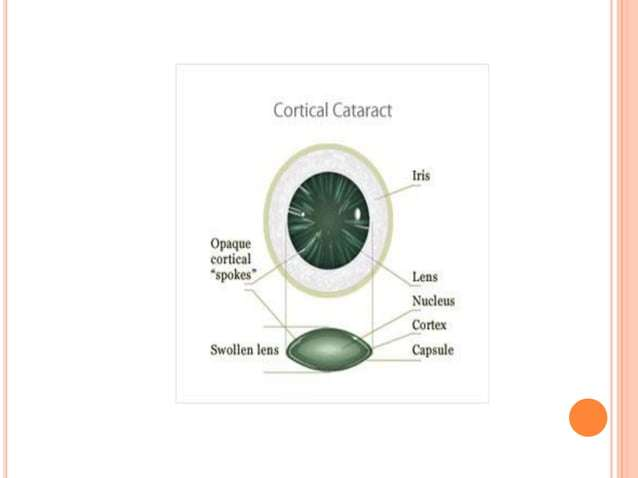 Cortical Cataract
Iris
Opaque
cortical
“spokes”
Lens
Nucleus
Cortex
Swollen lens
Capsule